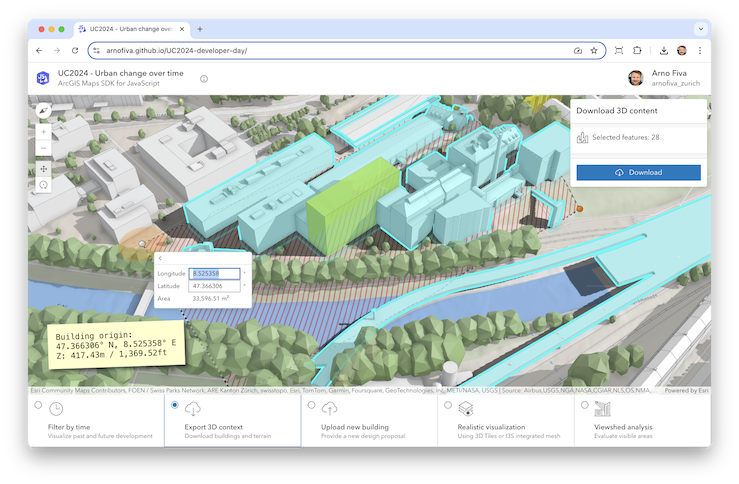 UC2024 - Urban change over
arnofiva.github.io/UC2024-developer-day/
UC2024 - Urban change over time
ArcGIS Maps SDK for JavaScript
Arno Fiva
arnofiva_zurich
Download 3D content
Selected features: 28
Download
Longitude 8.525358 °
Latitude 47.366306 °
Area 33,596.51 m²
Building origin:
47.366306° N, 8.525358° E
Z: 417.43m / 1,369.52ft
Esri Community Maps Contributors, FOEN / Swiss Parks Network, ARE Kanton Zürich, swisstopo, Esri, TomTom, Garmin, Foursquare, GeoTechnologies, Inc, METI/NASA, USGS | Source: Airbus,USGS,NGA,NASA,CGIAR,NLS,OS,NMA,... Powered by Esri
Filter by time
Visualize past and future development
Export 3D context
Download buildings and terrain
Upload new building
Provide a new design proposal
Realistic visualization
Using 3D Tiles or I3S integrated mesh
Viewshed analysis
Evaluate visible areas